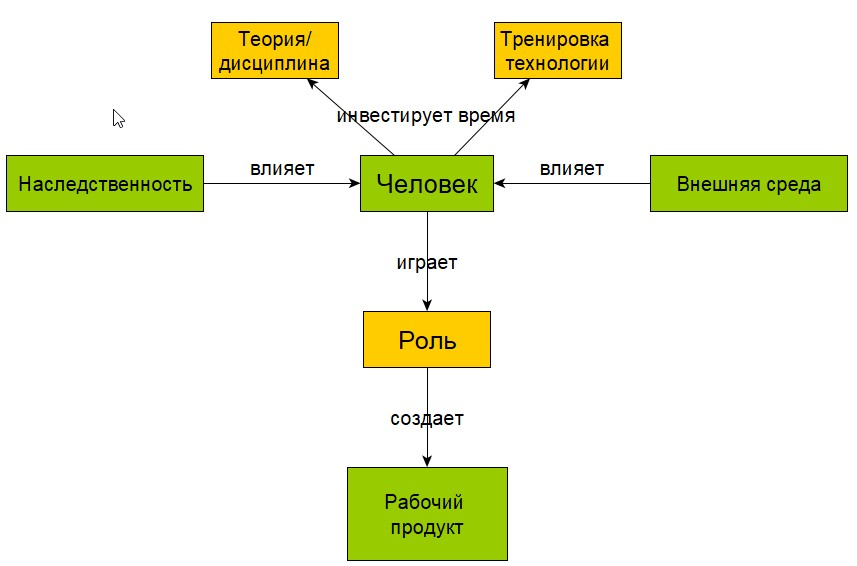 Теория/
дисциплина
Тренировка
технологии
инвестирует время
Наследственность
влияет
Человек
влияет
Внешняя среда
играет
Роль
создает
Рабочий
продукт